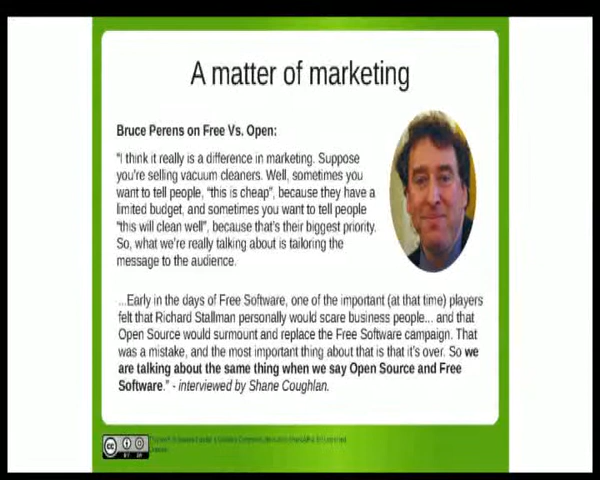 A matter of marketing
Bruce Perens on Free Vs. Open:
"I think it really is a difference in marketing. Suppose
you're selling vacuum cleaners. Well, sometimes you
want to tell people, "this is cheap", because they have a
limited budget, and sometimes you want to tell people
"this will clean well", because that's their biggest priority.
So, what we're really talking about is tailoring the
message to the audience.
...Early in the days of Free Software, one of the important (at that time) players
felt that Richard Stallman personally would scare business people... and that
Open Source would surmount and replace the Free Software campaign. That
was a mistake, and the most important thing about that is that it's over. So we
are talking about the same thing when we say Open Source and Free
Software." - interviewed by Shane Coughlan.
cc
BY SA